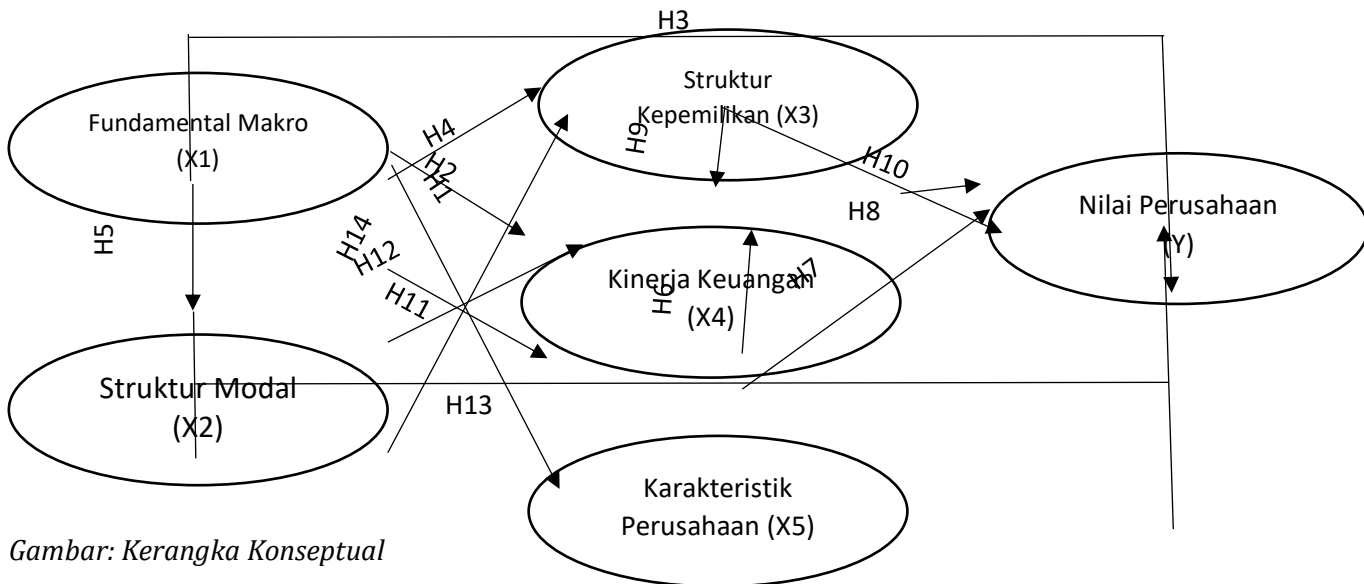 H3
Struktur
Kepemilikan (X3)
Fundamental Makro
(X1)
H4
H9
H2
H1
H10
Nilai Perusahaan
(Y)
H8
H5
H14
H12
Kinerja Keuangan
(X4)
H7
H6
H11
Struktur Modal
(X2)
H13
Karakteristik
Perusahaan (X5)
Gambar: Kerangka Konseptual